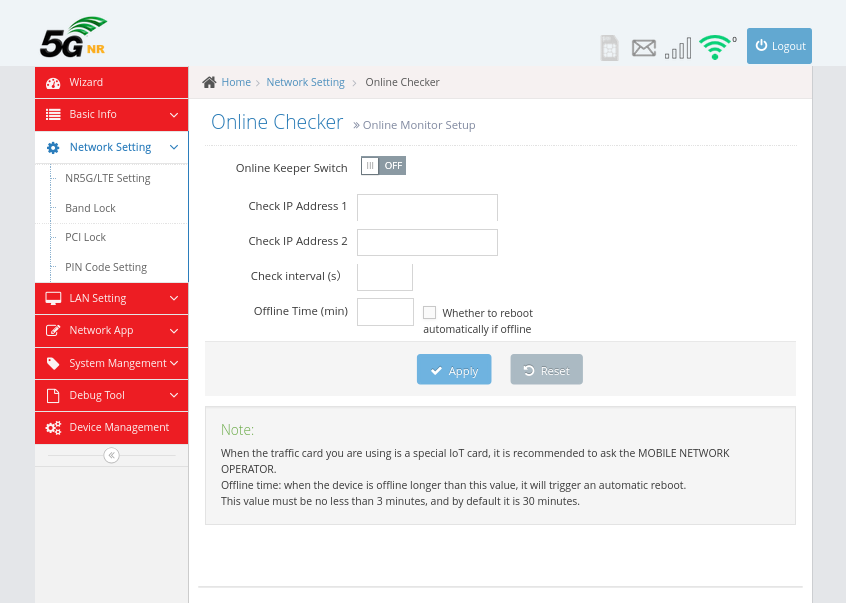 5G NR
0
Logout
Wizard
Home > Network Setting > Online Checker
Basic Info
Online Checker » Online Monitor Setup
Network Setting
Online Keeper Switch OFF
NR5G/LTE Setting
Band Lock
Check IP Address 1
PCI Lock
Check IP Address 2
PIN Code Setting
Check interval (s)
LAN Setting
Offline Time (min)
Whether to reboot
automatically if offline
Network App
System Mangement
Apply
Reset
Debug Tool
Device Management
Note:
When the traffic card you are using is a special IoT card, it is recommended to ask the MOBILE NETWORK
OPERATOR.
Offline time: when the device is offline longer than this value, it will trigger an automatic reboot.
This value must be no less than 3 minutes, and by default it is 30 minutes.